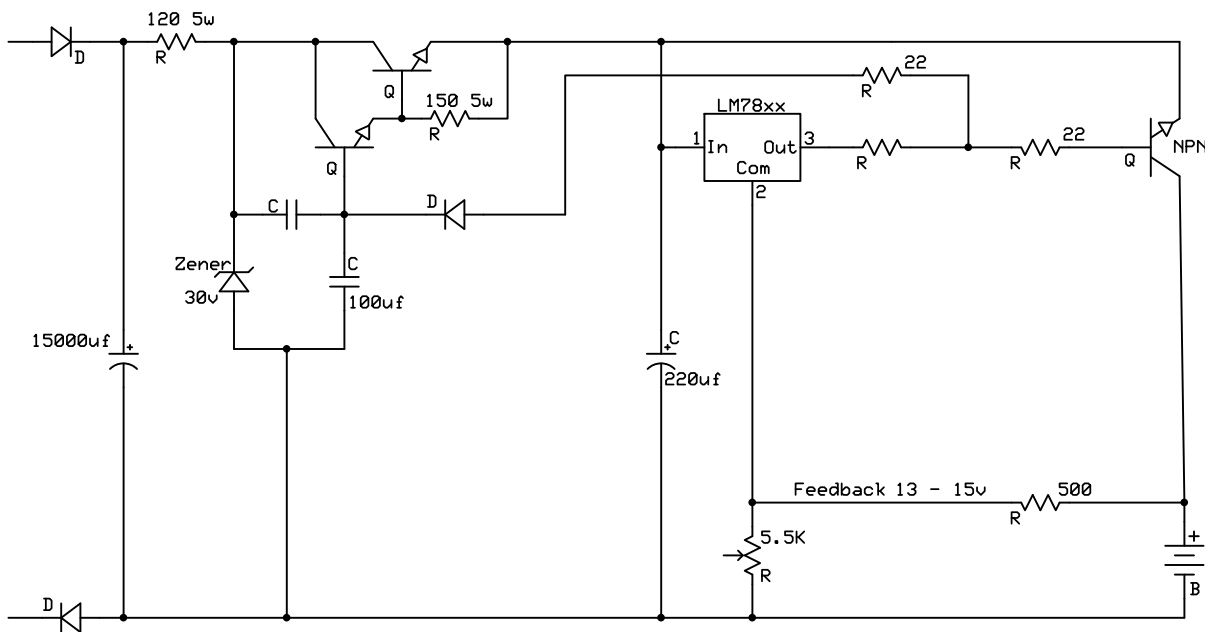 120 5w
D
R
22
Q
R
150 5w
R
LM78xx
1
In
Out
3
Com
2
R
R
22
Q
NPN
Q
C
D
Zener
30v
C
100uf
15000uf
+
+
C
220uf
Feedback 13 - 15v
500
R
5.5K
R
+
B
D